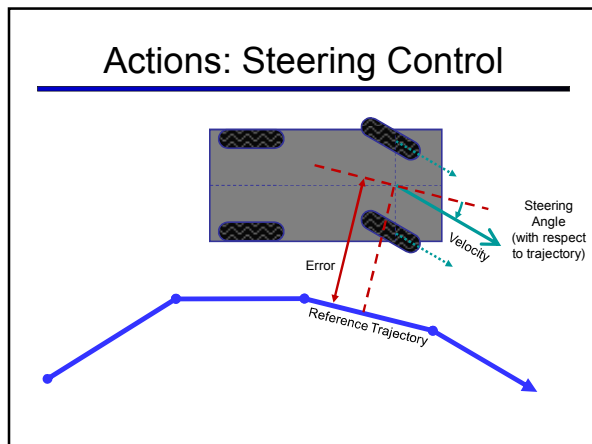 Actions: Steering Control
Steering
Angle
(with respect
to trajectory)
Velocity
Error
Reference Trajectory